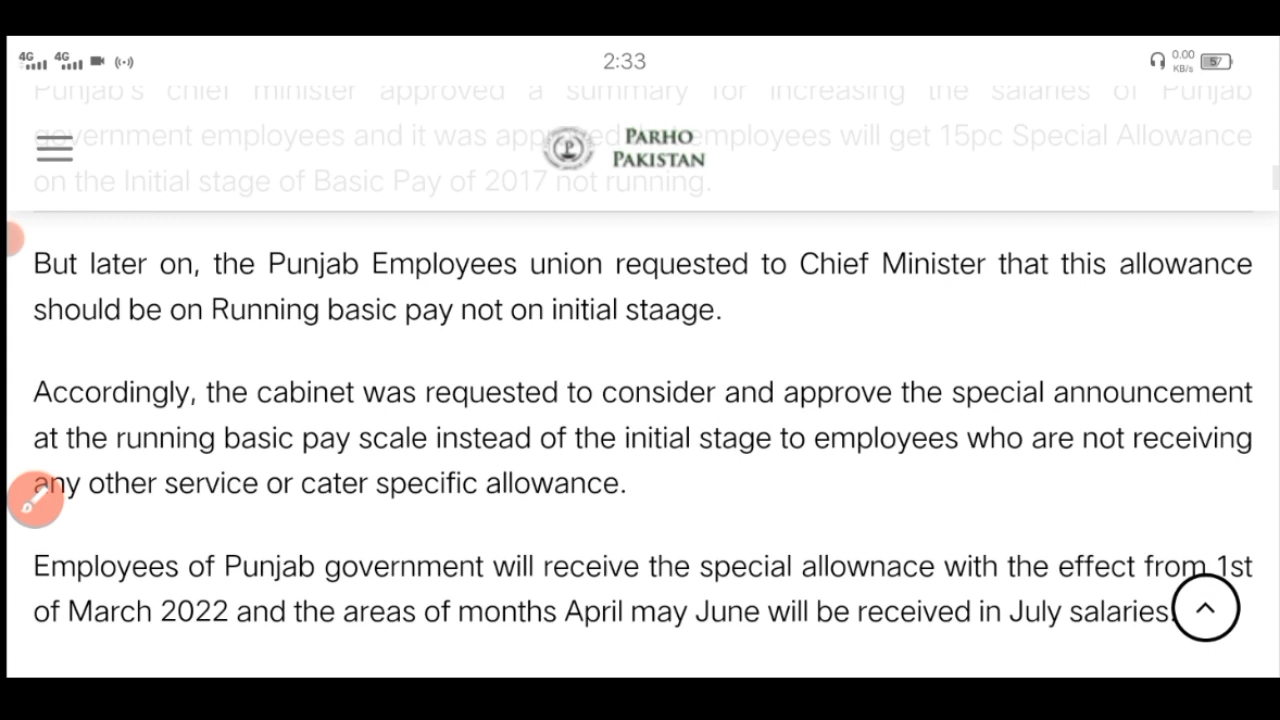 4G 4G 2:33 0.00 KB/s 57
Punjab's chief minister approved a summary for increasing the salaries of Punjab
government employees and it was employees will get 15pc Special Allowance
PARHO
PAKISTAN
on the Initial stage of Basic Pay of 2017 not running.
But later on, the Punjab Employees union requested to Chief Minister that this allowance
should be on Running basic pay not on initial staage.
Accordingly, the cabinet was requested to consider and approve the special announcement
at the running basic pay scale instead of the initial stage to employees who are not receiving
any other service or cater specific allowance.
Employees of Punjab government will receive the special allownace with the effect from 1st
of March 2022 and the areas of months April may June will be received in July salaries.